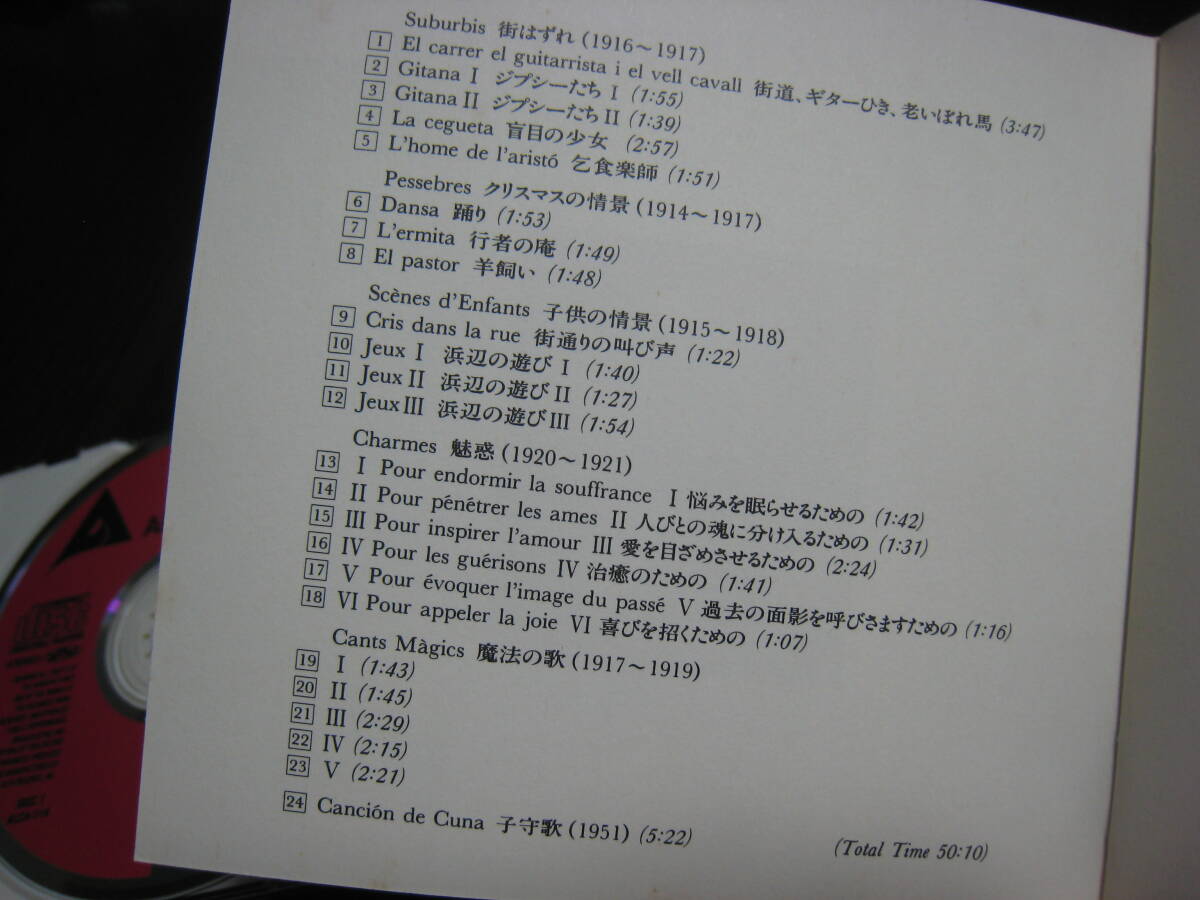 Suburbis 街はずれ (1916〜1917)
1 El carrer el guitarrista i el vell cavall 街道、ギターひき、老いぼれ馬 (3:47)
2 Gitana Ⅰ ジプシーたち Ⅰ (1:55)
3 Gitana Ⅱ ジプシーたち Ⅱ (1:39)
4 La cegueta 盲目の少女 (2:57)
5 L'home de l'aristó 乞食楽師 (1:51)
Pessebres クリスマスの情景 (1914〜1917)
6 Dansa 踊り (1:53)
7 L'ermita 行者の庵 (1:49)
8 El pastor 羊飼い (1:48)
Scènes d'Enfants 子供の情景 (1915〜1918)
9 Cris dans la rue 街通りの叫び声 (1:22)
10 Jeux Ⅰ 浜辺の遊び Ⅰ (1:40)
11 Jeux Ⅱ 浜辺の遊び Ⅱ (1:27)
12 Jeux Ⅲ 浜辺の遊び Ⅲ (1:54)
Charmes 魅惑 (1920〜1921)
13 Ⅰ Pour endormir la souffrance Ⅰ 悩みを眠らせるための (1:42)
14 Ⅱ Pour pénétrer les ames Ⅱ 人びとの魂に分け入るための (1:31)
15 Ⅲ Pour inspirer l'amour Ⅲ 愛を目ざめさせるための (2:24)
16 Ⅳ Pour les guérisons Ⅳ 治癒のための (1:41)
17 Ⅴ Pour évoquer l'image du passé Ⅴ 過去の面影を呼びさますための (1:16)
18 Ⅵ Pour appeler la joie Ⅵ 喜びを招くための (1:07)
Cants Màgics 魔法の歌 (1917〜1919)
19 Ⅰ (1:43)
20 Ⅱ (1:45)
21 Ⅲ (2:29)
22 Ⅳ (2:15)
23 Ⅴ (2:21)
24 Canción de Cuna 子守歌 (1951) (5:22)
(Total Time 50:10)